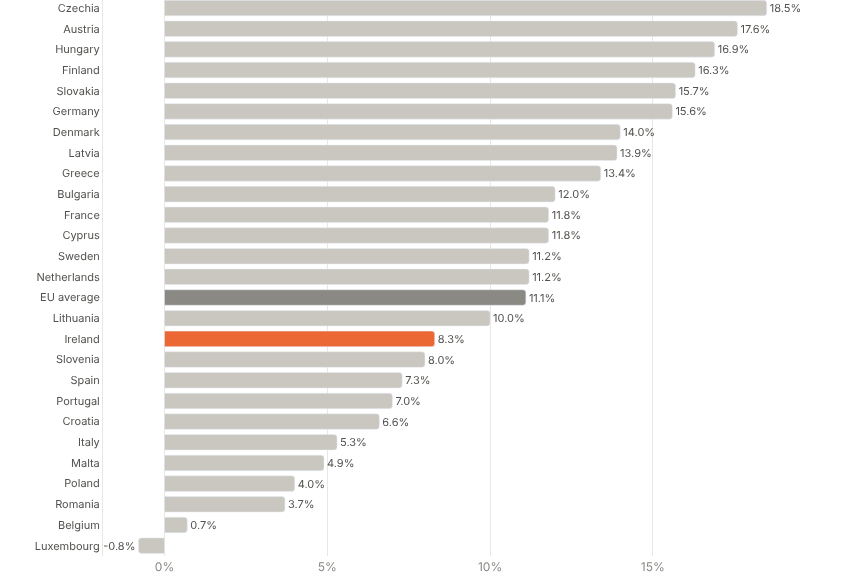 Czechia 18.5%
Austria 17.6%
Hungary 16.9%
Finland 16.3%
Slovakia 15.7%
Germany 15.6%
Denmark 14.0%
Latvia 13.9%
Greece 13.4%
Bulgaria 12.0%
France 11.8%
Cyprus 11.8%
Sweden 11.2%
Netherlands 11.2%
EU average 11.1%
Lithuania 10.0%
Ireland 8.3%
Slovenia 8.0%
Spain 7.3%
Portugal 7.0%
Croatia 6.6%
Italy 5.3%
Malta 4.9%
Poland 4.0%
Romania 3.7%
Belgium 0.7%
Luxembourg -0.8%
0% 5% 10% 15%